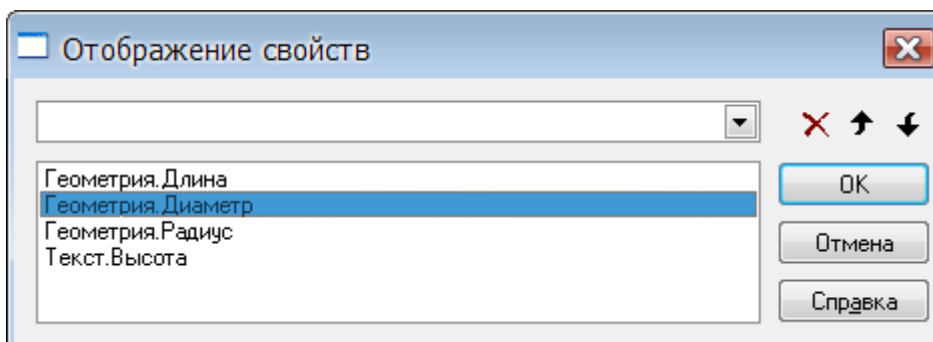 Отображение свойств
Геометрия.Длина
Геометрия.Диаметр
Геометрия.Радиус
Текст.Высота
OK
Отмена
Справка